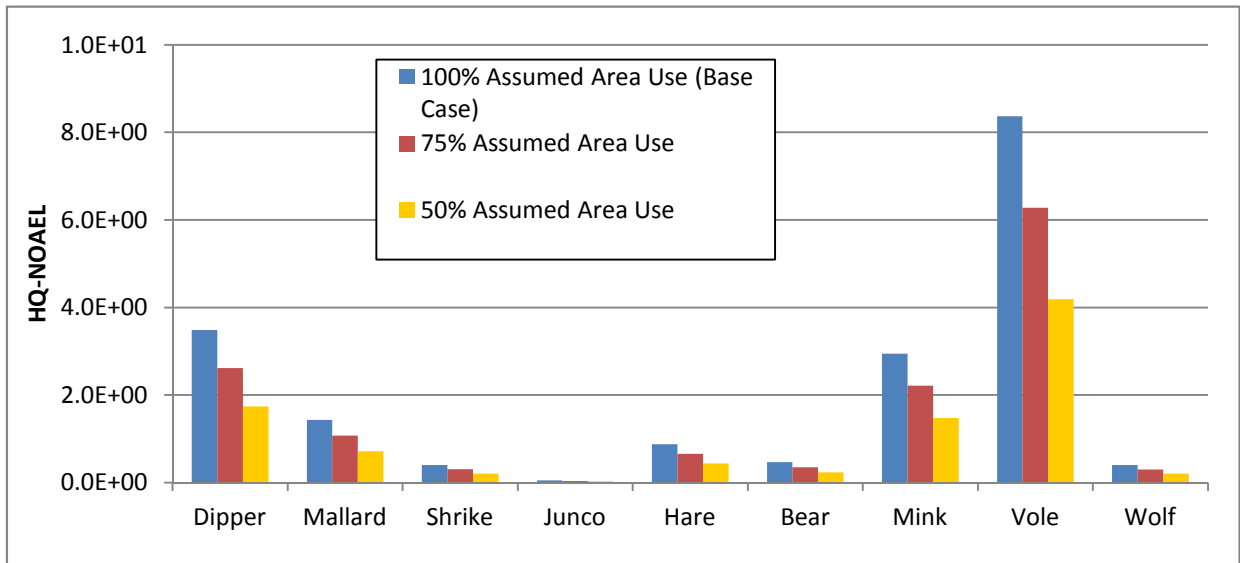 1.0E+01
8.0E+00
6.0E+00
4.0E+00
2.0E+00
0.0E+00
HQ-NOAEL
100% Assumed Area Use (Base
Case)
75% Assumed Area Use
50% Assumed Area Use
Dipper Mallard Shrike Junco Hare Bear Mink Vole Wolf